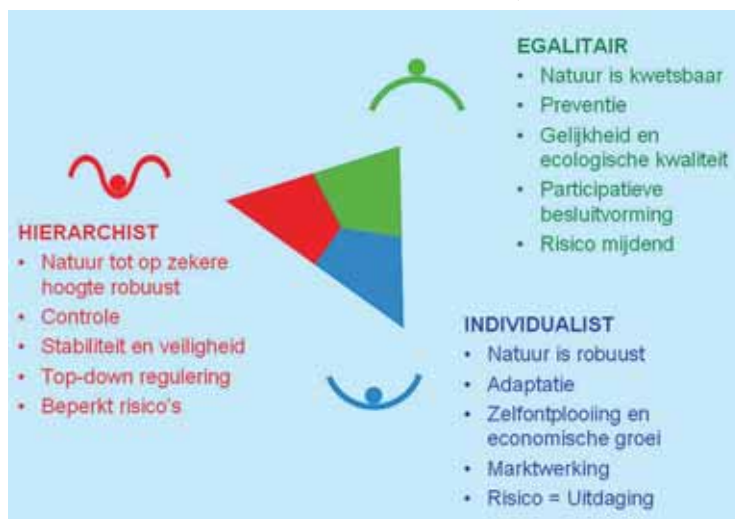 EGALITAIR
• Natuur is kwetsbaar
• Preventie
• Gelijkheid en
ecologische kwaliteit
• Participatieve
besluitvorming
• Risico mijdend
HIERARCHIST
• Natuur tot op zekere
hoogte robuust
• Controle
• Stabiliteit en veiligheid
• Top-down regulering
• Beperkt risico's
INDIVIDUALIST
• Natuur is robuust
• Adaptatie
• Zelfontplooiing en
economische groei
• Marktwerking
• Risico = Uitdaging